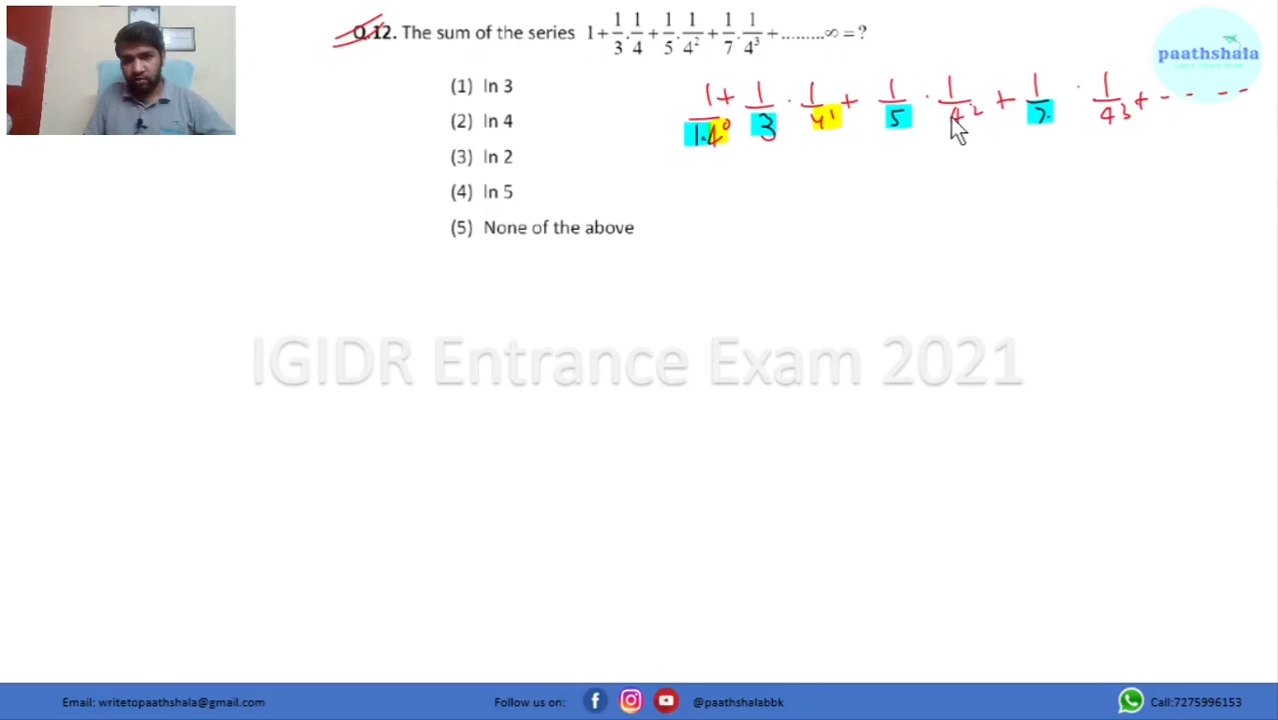 Q.12. The sum of the series 1+1/3.1/4+1/5.1/4²+1/7.1/4³+.........∞=?
paathshala
(1) ln 3
1/1.4⁰ + 1/3 . 1/4¹ + 1/5 . 1/4² + 1/7. . 1/4³ + - - - - -
(2) ln 4
(3) ln 2
(4) ln 5
(5) None of the above
IGIDR Entrance Exam 2021
Email: writetopaathshala@gmail.com
Follow us on:
@paathshalabbk
Call:7275996153